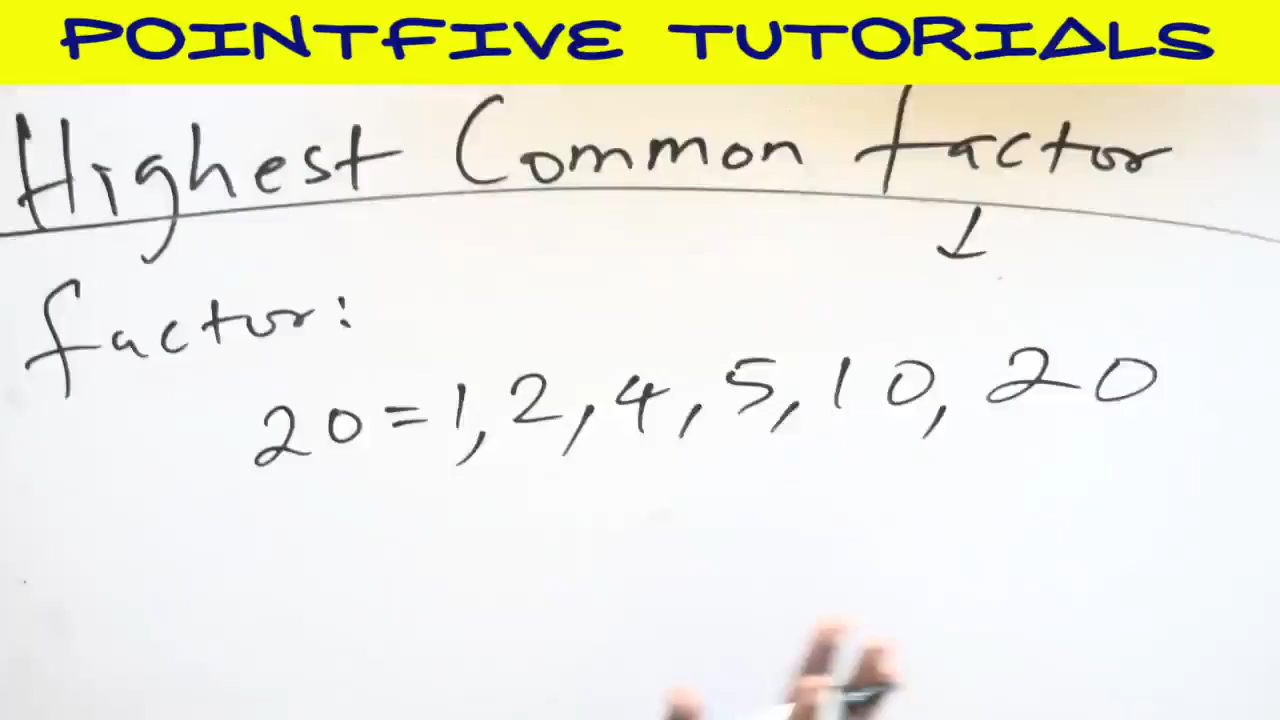 POINTFIVE TUTORIALS
Highest Common factor
factor:
20 = 1, 2, 4, 5, 10, 20